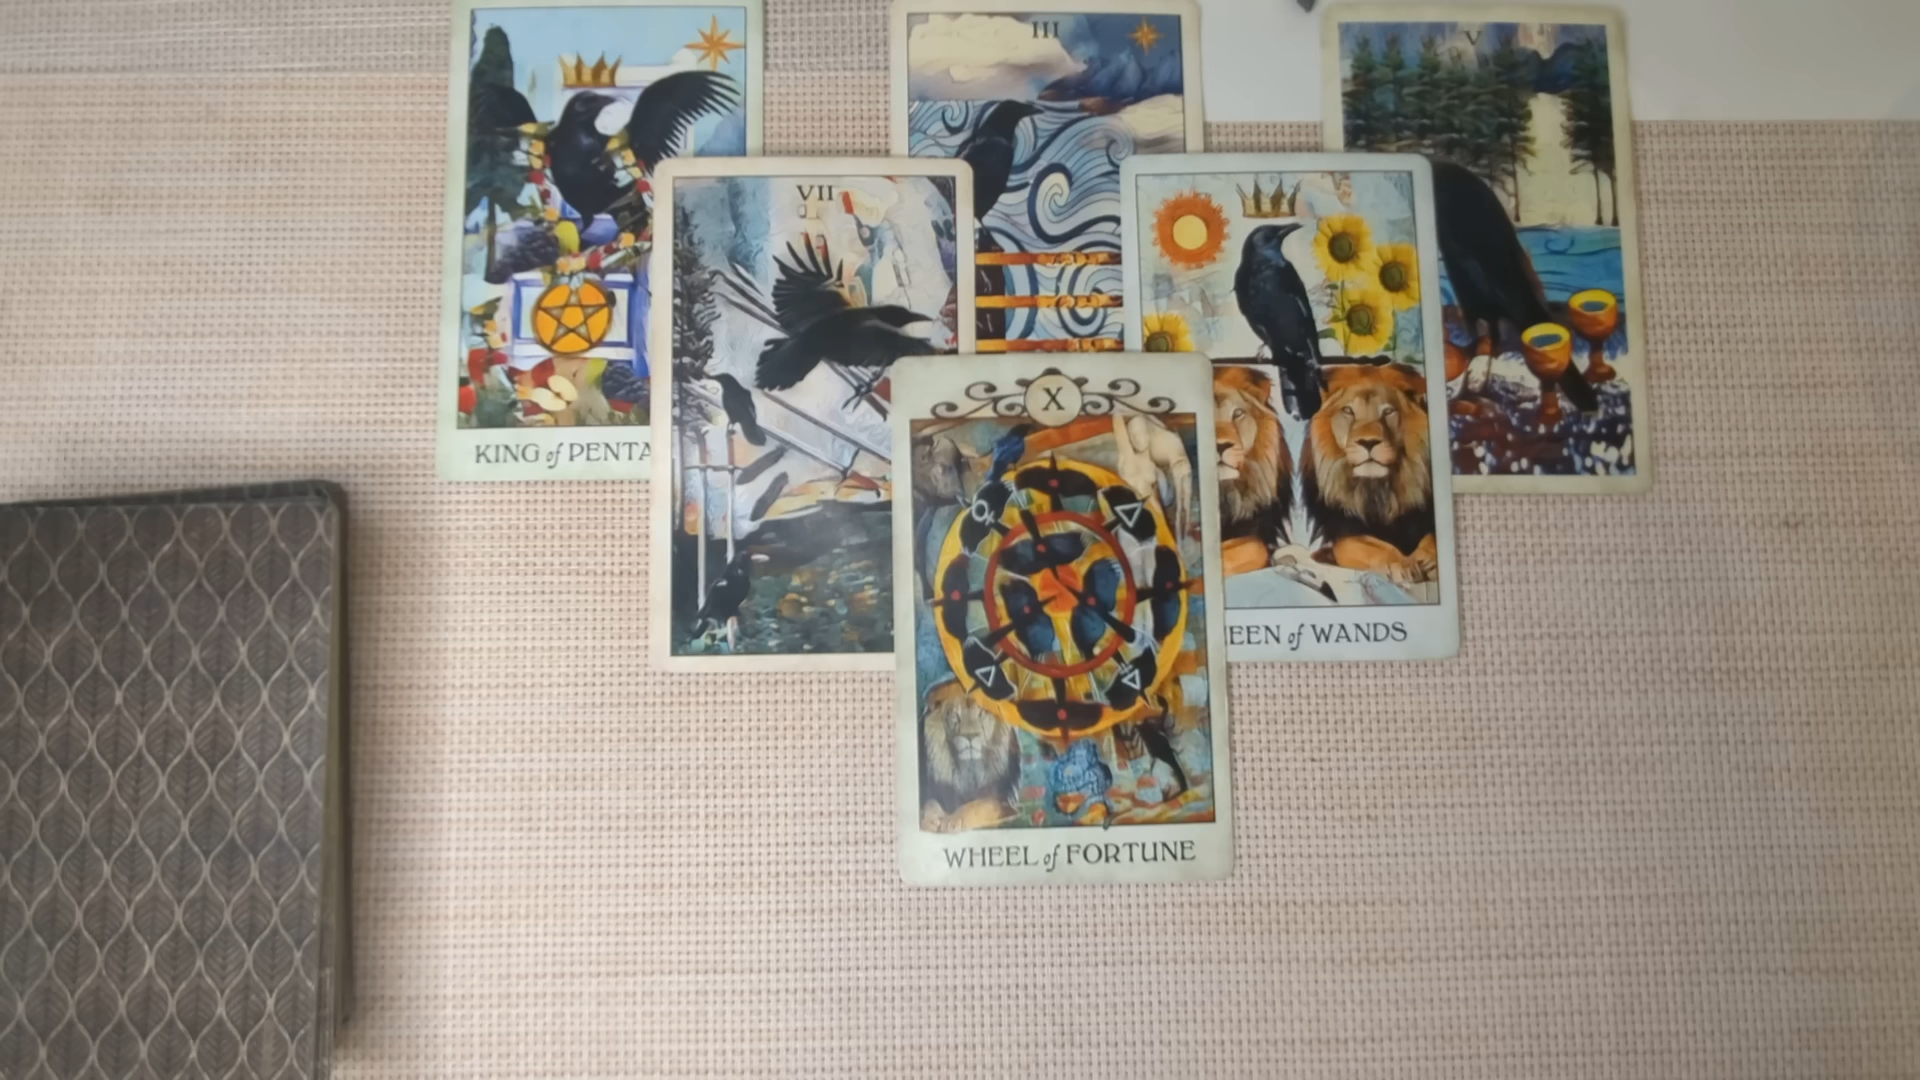 III
V
VII
KING of PENTA
EEN of WANDS
X
WHEEL of FORTUNE